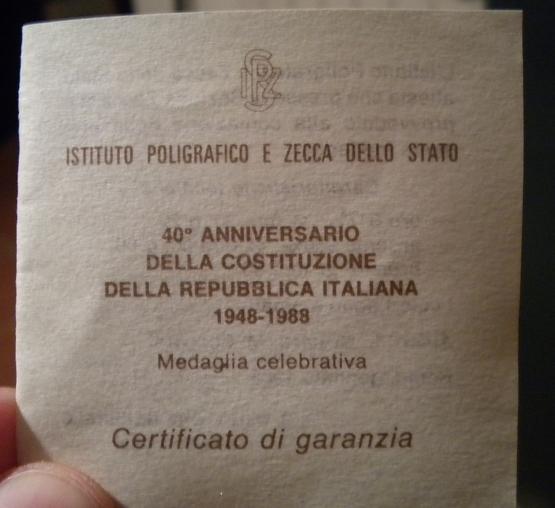 ISTITUTO POLIGRAFICO E ZECCA DELLO STATO
40° ANNIVERSARIO
DELLA COSTITUZIONE
DELLA REPUBBLICA ITALIANA
1948-1988
Medaglia celebrativa
Certificato di garanzia